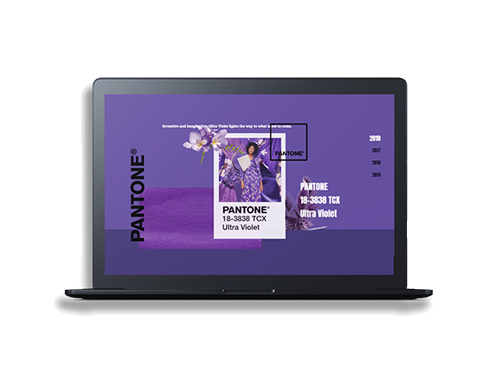 Inventive and imaginative Ultra Violet lights the way to what is yet to come.
PANTONE®
PANTONE®
PANTONE®
18-3838 TCX
Ultra Violet
PANTONE
18-3838 TCX
Ultra Violet
2018
2017
2016
2015